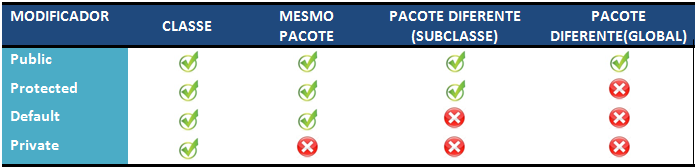 MODIFICADOR CLASSE MESMO PACOTE PACOTE DIFERENTE (SUBCLASSE) PACOTE DIFERENTE(GLOBAL)
Public
Protected
Default
Private